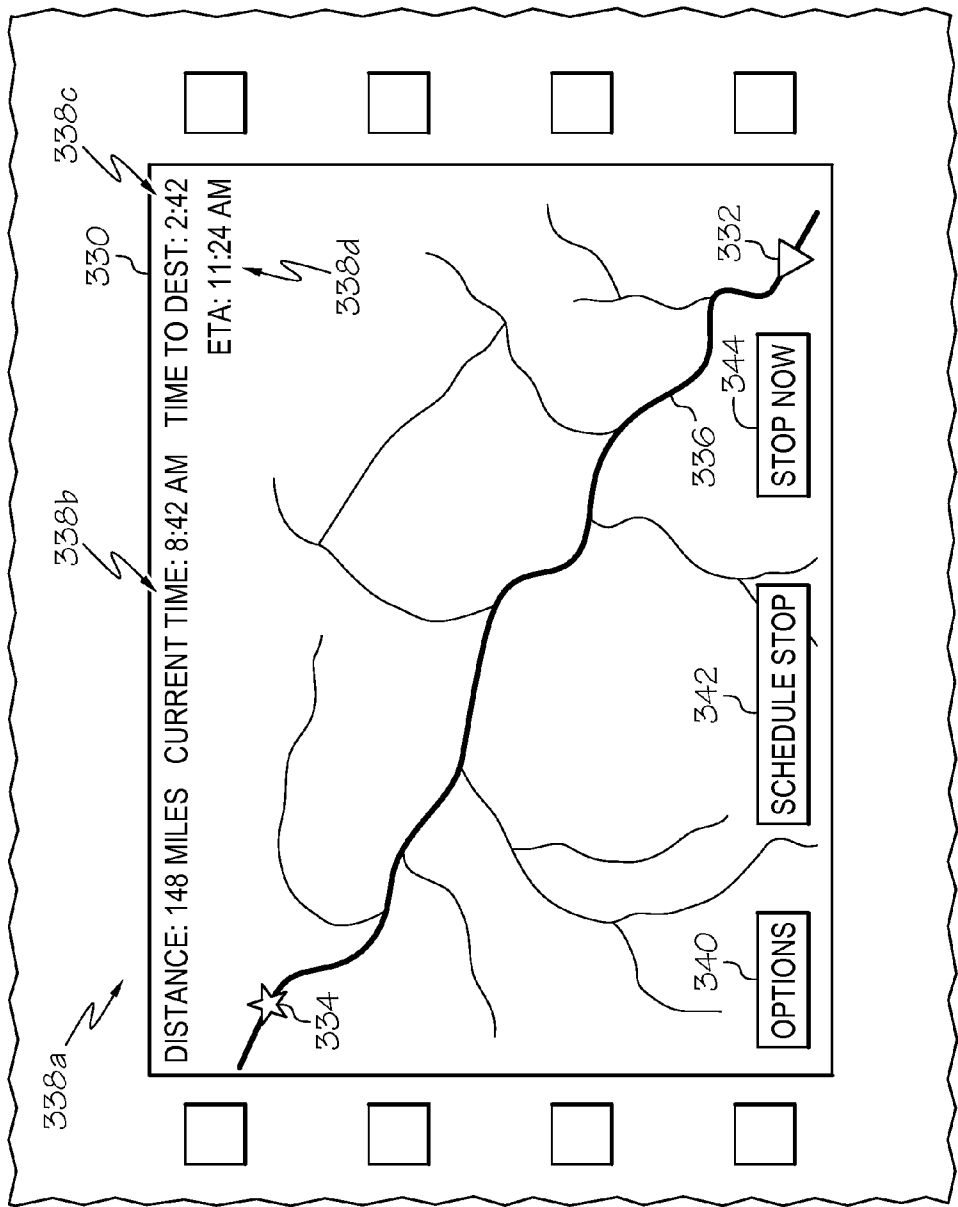 338a
338b
338c
330
DISTANCE: 148 MILES CURRENT TIME: 8:42 AM TIME TO DEST: 2:42
ETA: 11:24 AM
338d
334
336
332
340
342
344
OPTIONS
SCHEDULE STOP
STOP NOW